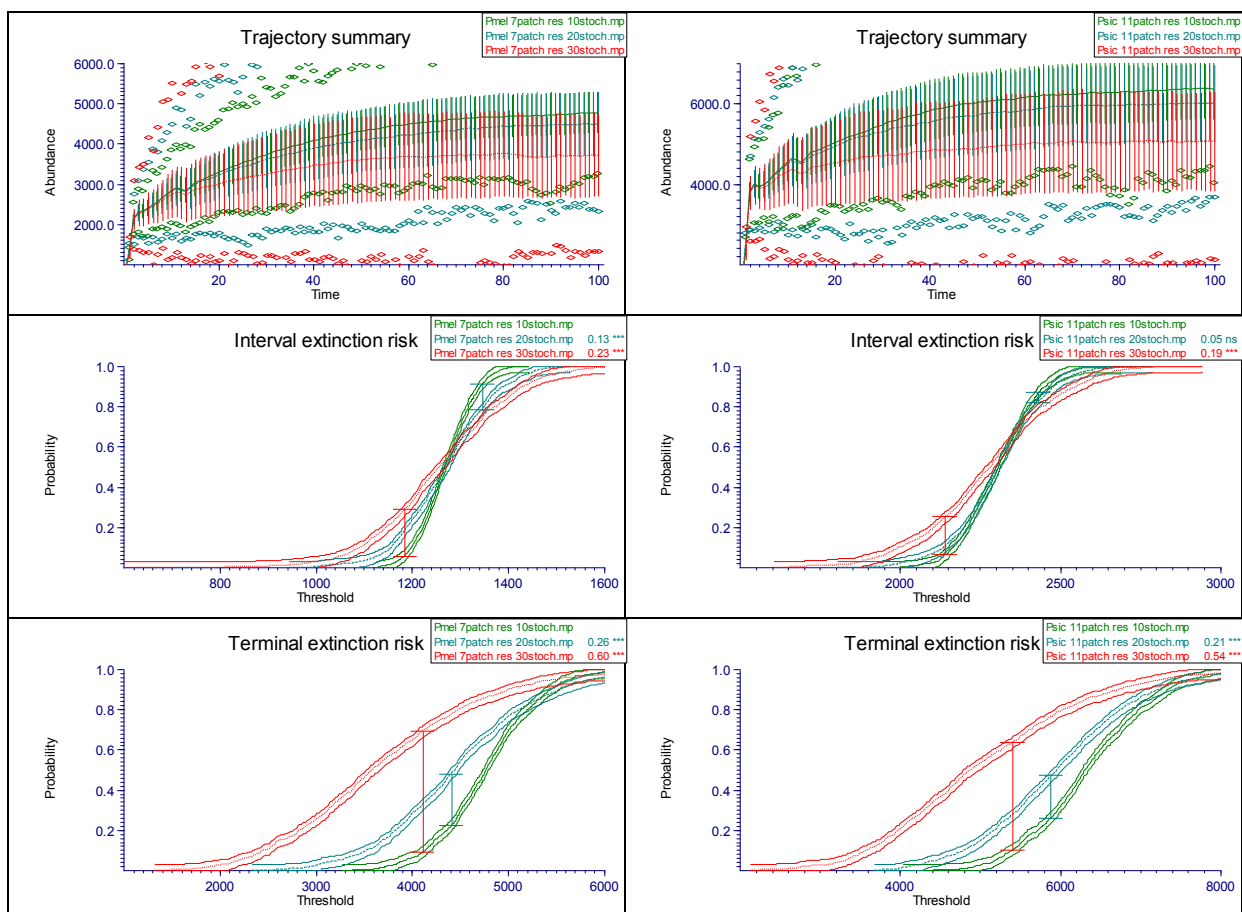 Trajectory summary
Pmel 7patch res 10stoch.mp
Pmel 7patch res 20stoch.mp
Pmel 7patch res 30stoch.mp
6000.0
5000.0
4000.0
3000.0
2000.0
Abundance
20 40 60 80 100
Time
Trajectory summary
Psic 11patch res 10stoch.mp
Psic 11patch res 20stoch.mp
Psic 11patch res 30stoch.mp
6000.0
4000.0
Abundance
20 40 60 80 100
Time
Interval extinction risk
Pmel 7patch res 10stoch.mp
Pmel 7patch res 20stoch.mp 0.13 ***
Pmel 7patch res 30stoch.mp 0.23 ***
1.0
0.8
0.6
0.4
0.2
Probability
800 1000 1200 1400 1600
Threshold
Interval extinction risk
Psic 11patch res 10stoch.mp
Psic 11patch res 20stoch.mp 0.05 ns
Psic 11patch res 30stoch.mp 0.19 ***
1.0
0.8
0.6
0.4
0.2
Probability
2000 2500 3000
Threshold
Terminal extinction risk
Pmel 7patch res 10stoch.mp
Pmel 7patch res 20stoch.mp 0.26 ***
Pmel 7patch res 30stoch.mp 0.60 ***
1.0
0.8
0.6
0.4
0.2
Probability
2000 3000 4000 5000 6000
Threshold
Terminal extinction risk
Psic 11patch res 10stoch.mp
Psic 11patch res 20stoch.mp 0.21 ***
Psic 11patch res 30stoch.mp 0.54 ***
1.0
0.8
0.6
0.4
0.2
Probability
4000 6000 8000
Threshold